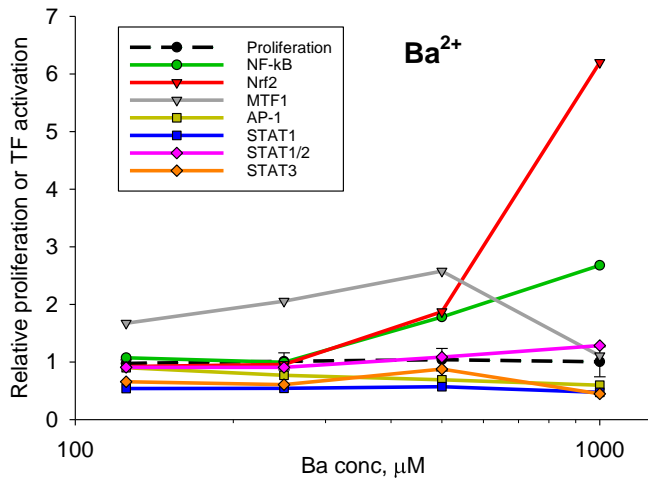 Ba2+
Proliferation
NF-kB
Nrf2
MTF1
AP-1
STAT1
STAT1/2
STAT3
Relative proliferation or TF activation
7
6
5
4
3
2
1
0
100
1000
Ba conc, μM